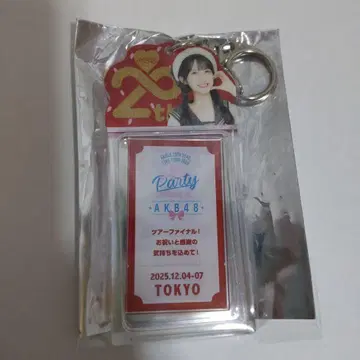 20th
Party
AKB48
ツアーファイナル!
お祝いと感謝の
気持ちを込めて!
2025.12.04-07
TOKYO